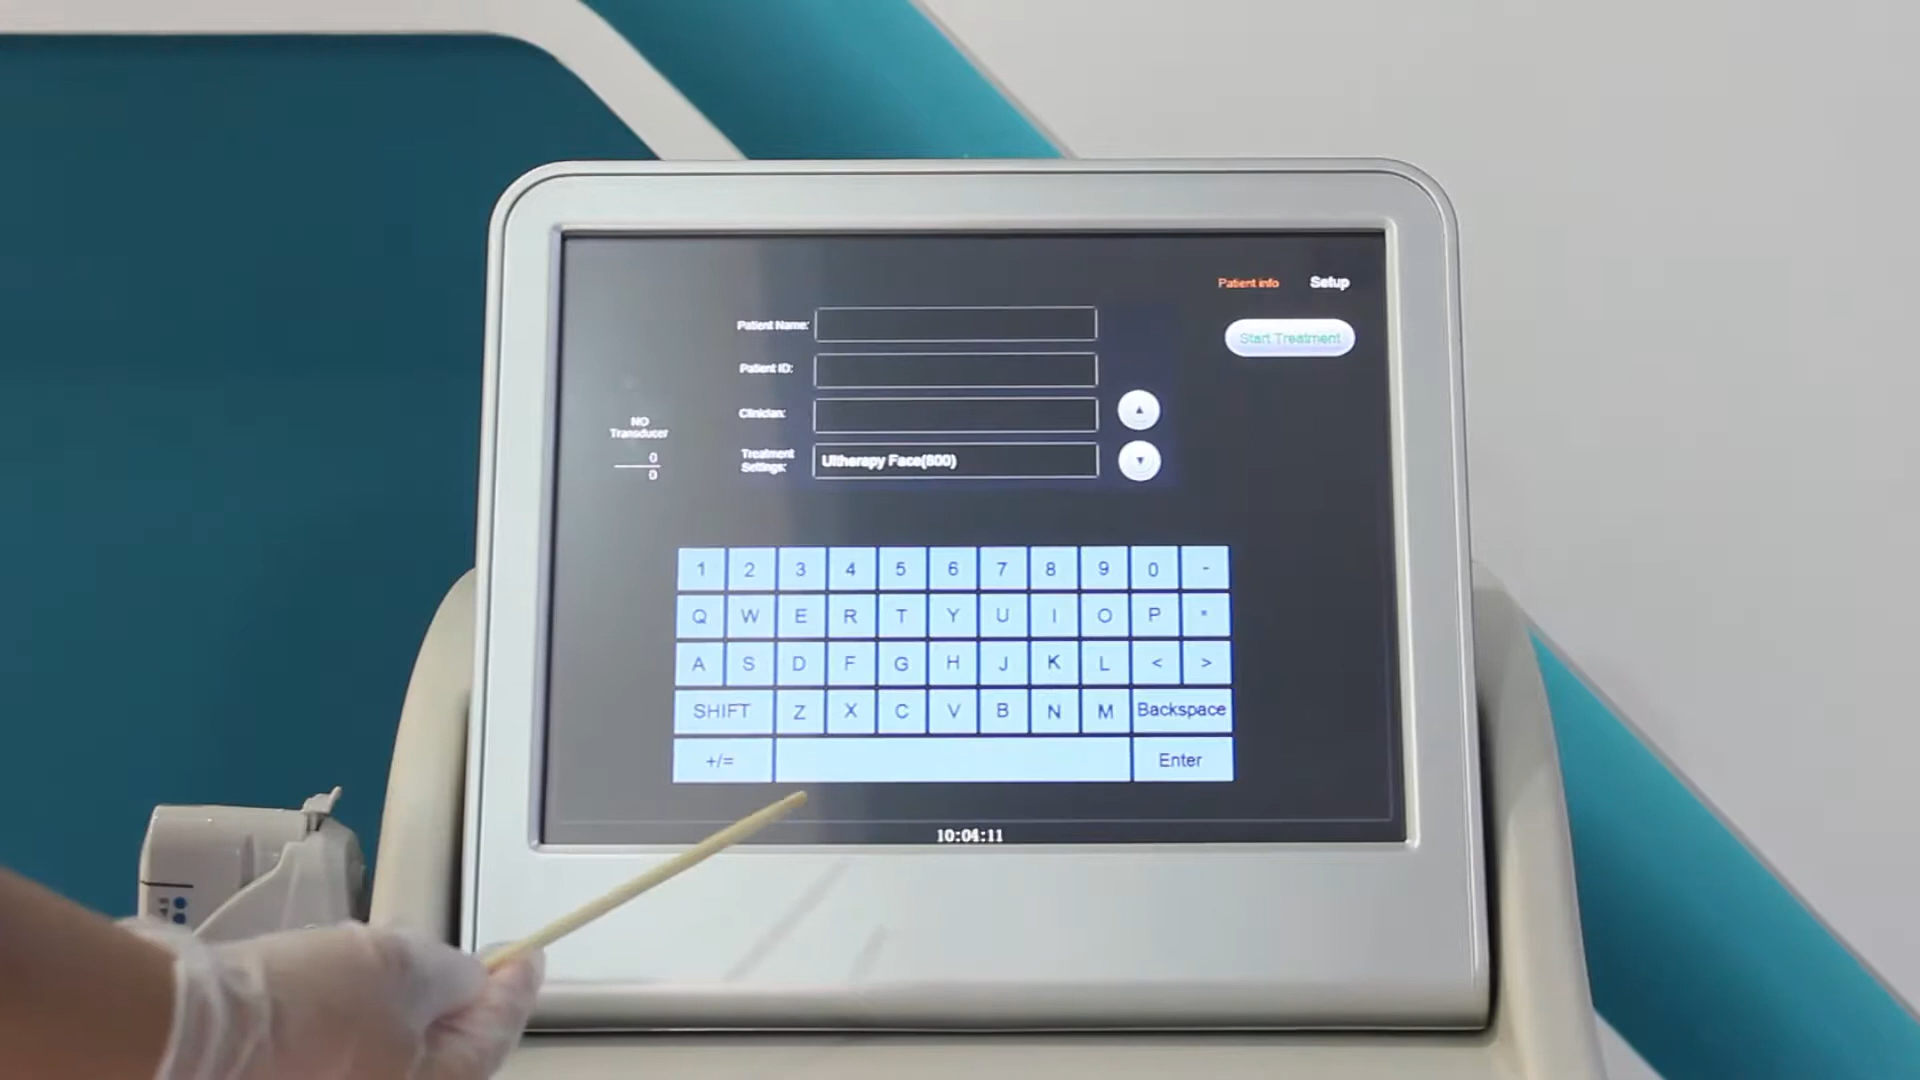 Patient info Setup
Start Treatment
Patient Name:
Patient ID:
Clinician:
Treatment Settings: Ultherapy Face(800)
NO
Transducer
0
0
1 2 3 4 5 6 7 8 9 0 -
Q W E R T Y U I O P
A S D F G H J K L < >
SHIFT Z X C V B N M Backspace
+/= Enter
10:04:11